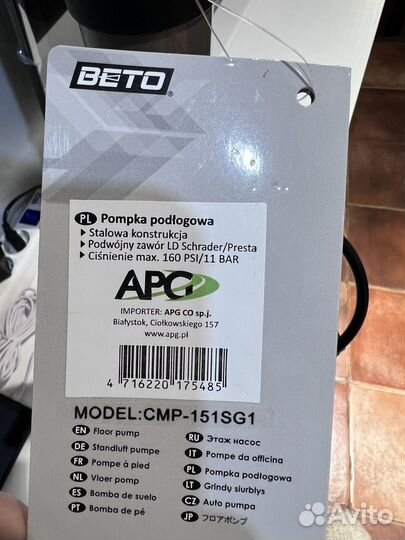 BETO®
PL Pompka podłogowa
Stalowa konstrukcja
Podwójny zawór LD Schrader/Presta
Ciśnienie max. 160 PSI/11 BAR
APG
IMPORTER: APG CO sp.j.
Białystok, Ciołkowskiego 157
www.apg.pl
4 716220 175485
MODEL:CMP-151SG1
EN Floor pump
DE Standluft pumpe
FR Pompe à pied
NL Vloer pomp
ES Bomba de suelo
PT Bomba de pé
RU Этаж насос
IT Pompe da officina
PL Pompka podłogowa
LT Grindų siurblys
CZ Auto pumpa
JP フロアポンプ
Avito